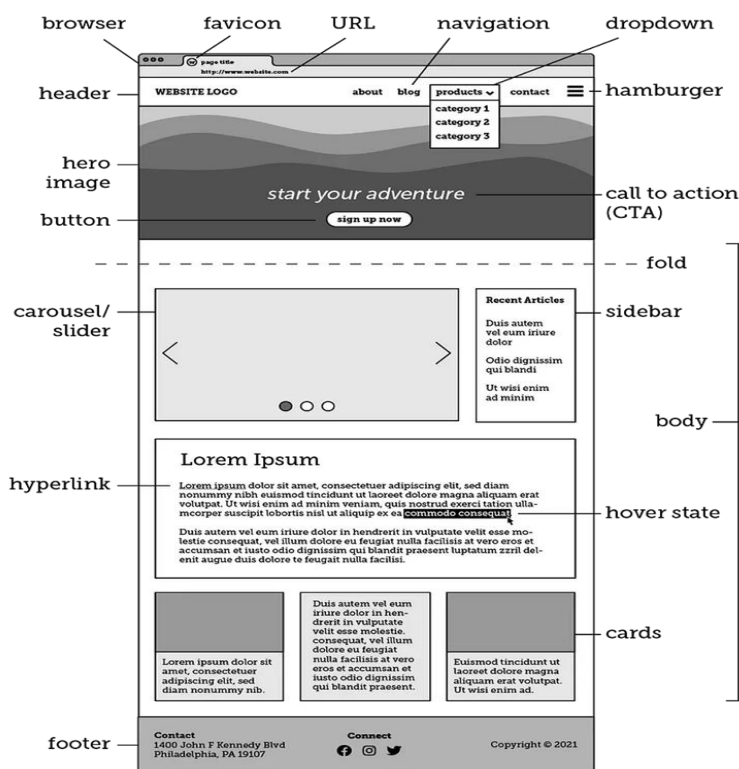 browser
favicon
URL
navigation
dropdown
page title
http://www.website.com
header
WEBSITE LOGO
about
blog
products
contact
hamburger
category 1
category 2
category 3
hero
image
start your adventure
call to action
(CTA)
button
sign up now
fold
carousel/
slider
Recent Articles
Duis autem
vel eum iriure
dolor
Odio dignissim
qui blandi
Ut wisi enim
ad minim
sidebar
body
Lorem Ipsum
hyperlink
Lorem ipsum dolor sit amet, consectetuer adipiscing elit, sed diam
nonummy nibh euismod tincidunt ut laoreet dolore magna aliquam erat
volutpat. Ut wisi enim ad minim veniam, quis nostrud exerci tation ulla-
mcorper suscipit lobortis nisl ut aliquip ex ea commodo consequat.
hover state
Duis autem vel eum iriure dolor in hendrerit in vulputate velit esse mo-
lestie consequat, vel illum dolore eu feugiat nulla facilisis at vero eros et
accumsan et iusto odio dignissim qui blandit praesent luptatum zzril del-
enit augue duis dolore te feugait nulla facilisi.
Lorem ipsum dolor sit
amet, consectetuer
adipiscing elit, sed
diam nonummy nib.
Duis autem vel eum
iriure dolor in hen-
drerit in vulputate
velit esse molestie.
consequat, vel illum
dolore eu feugiat
nulla facilisis at vero
eros et accumsan et
iusto odio dignissim
qui blandit praesent.
Euismod tincidunt ut
laoreet dolore magna
aliquam erat volutpat.
Ut wisi enim ad.
cards
footer
Contact
1400 John F Kennedy Blvd
Philadelphia, PA 19107
Connect
Copyright © 2021